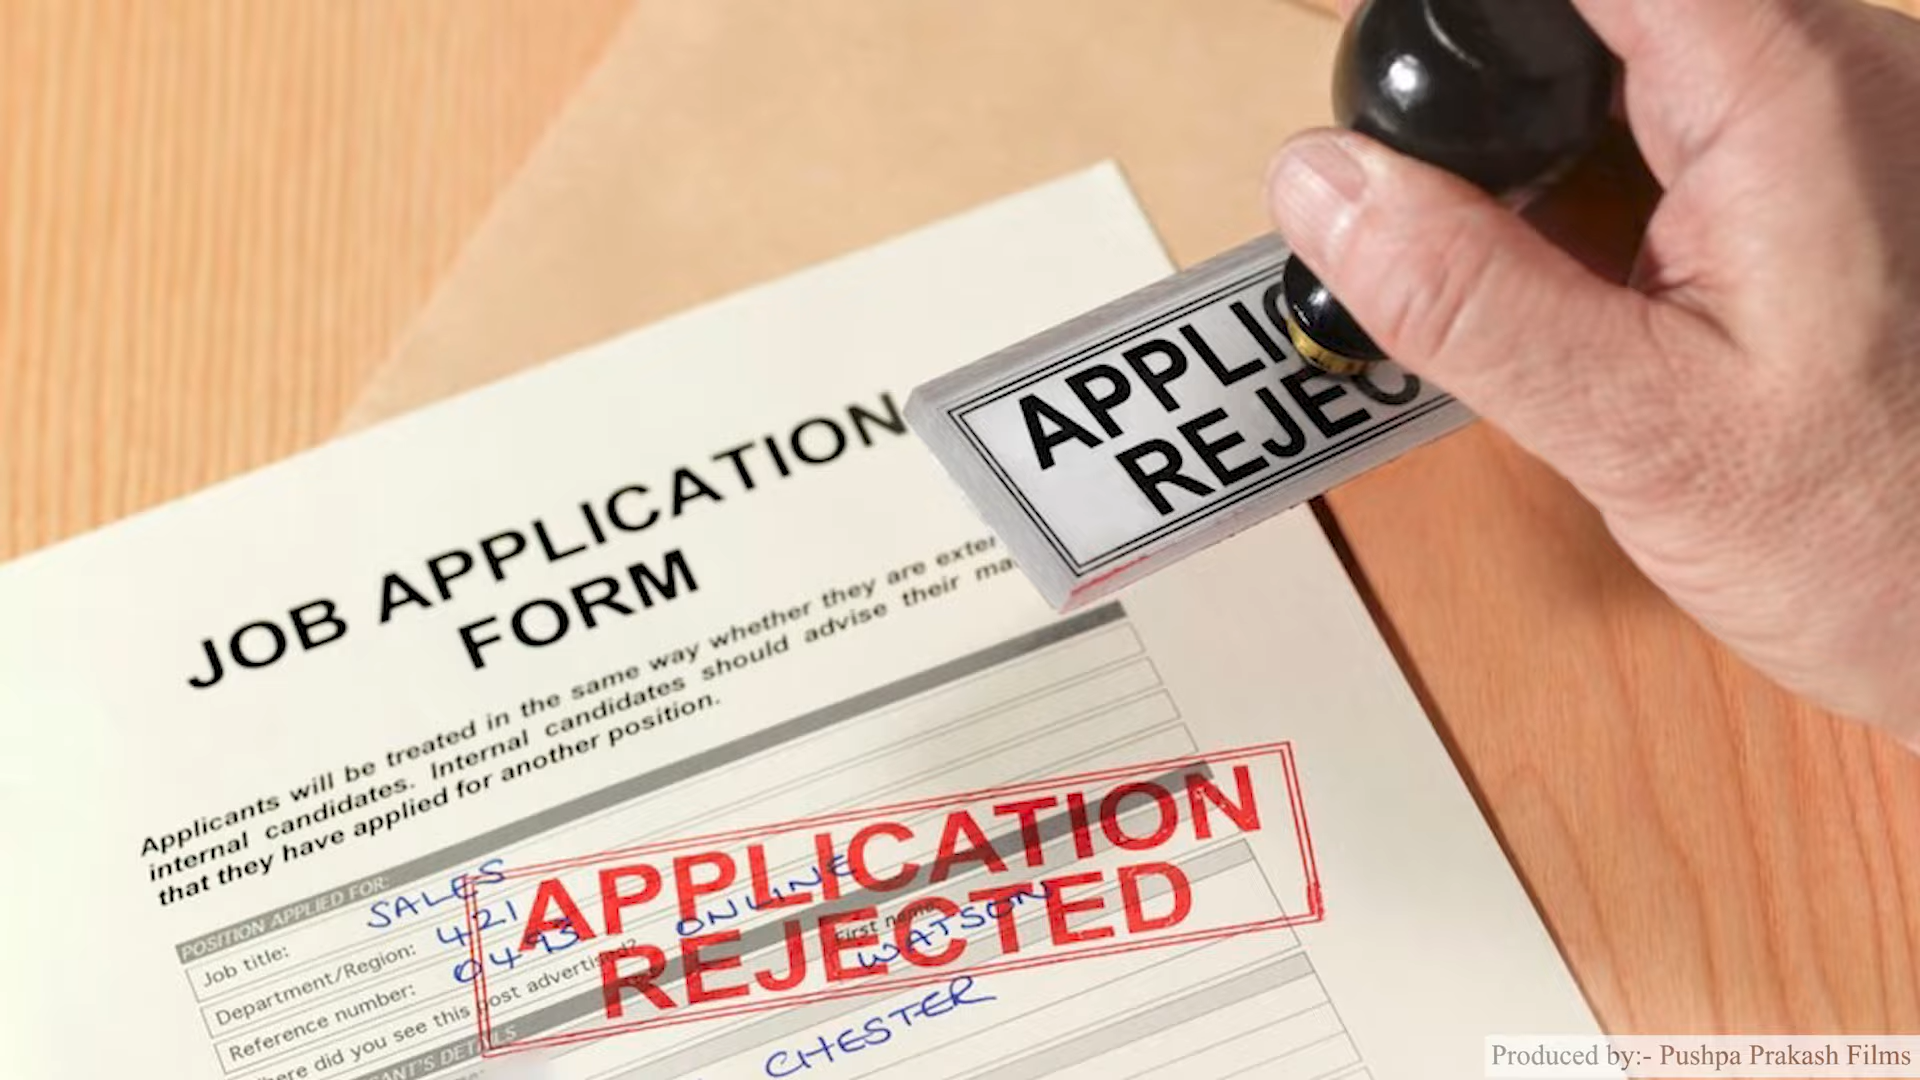 JOB APPLICATION
FORM
Applicants will be treated in the same way whether they are exter
internal candidates. Internal candidates should advise their ma
that they have applied for another position.
POSITION APPLIED FOR:
Job title: SALES
Department/Region: 421
Reference number: 0493
here did you see this post advertised? ONLINE
CANT'S DETAILS
First name:
WATSON
CHESTER
APPLICATION
REJECTED
APPLIC
REJEC
Produced by:- Pushpa Prakash Films